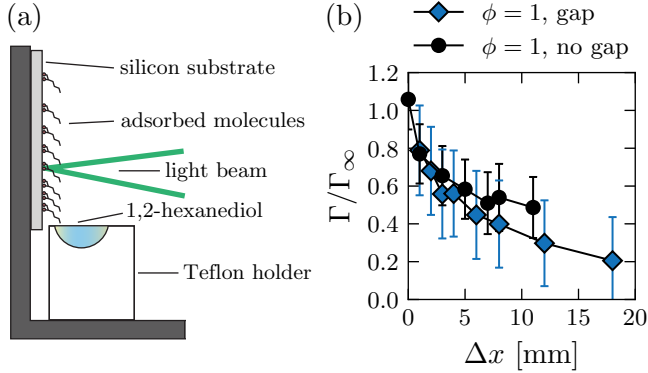 (a)
silicon substrate
adsorbed molecules
light beam
1,2-hexanediol
Teflon holder
(b)
ϕ = 1, gap
ϕ = 1, no gap
1.2
1.0
0.8
0.6
0.4
0.2
0.0
Γ/Γ∞
0 5 10 15 20
Δx [mm]